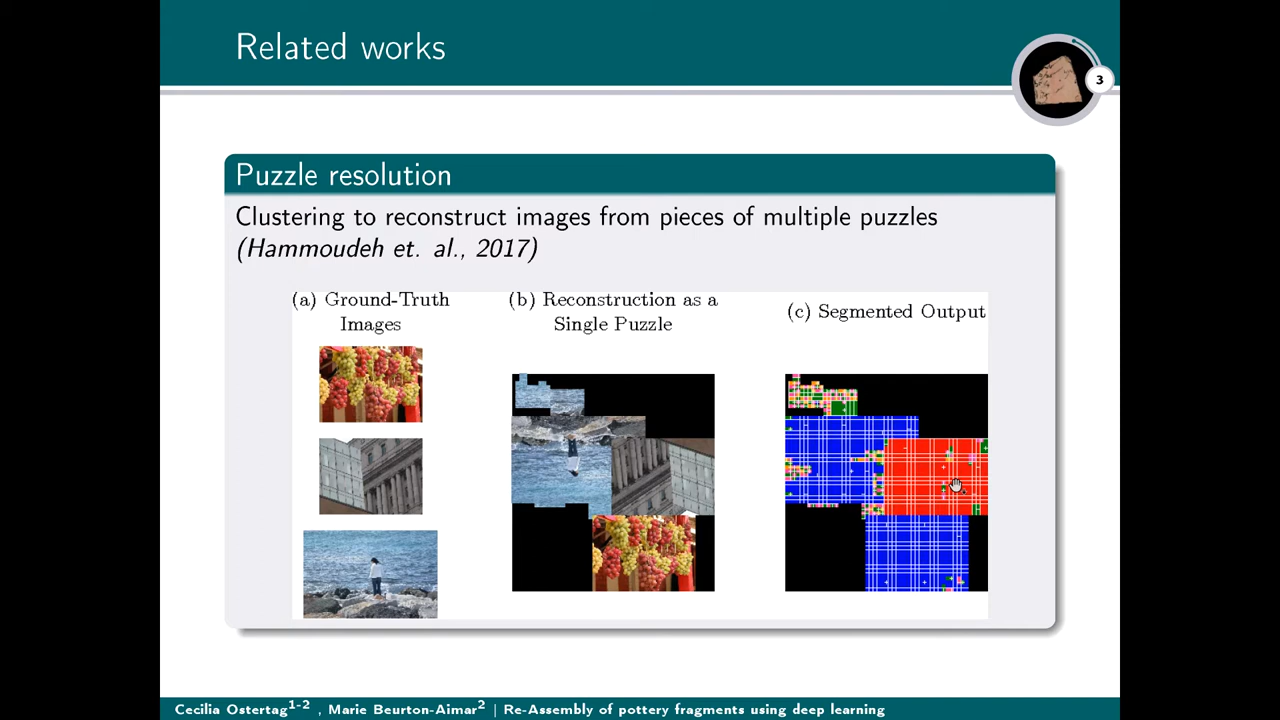 Related works
3
Puzzle resolution
Clustering to reconstruct images from pieces of multiple puzzles
(Hammoudeh et. al., 2017)
(a) Ground-Truth
Images
(b) Reconstruction as a
Single Puzzle
(c) Segmented Output
Cecilia Ostertag1-2 , Marie Beurton-Aimar2 | Re-Assembly of pottery fragments using deep learning